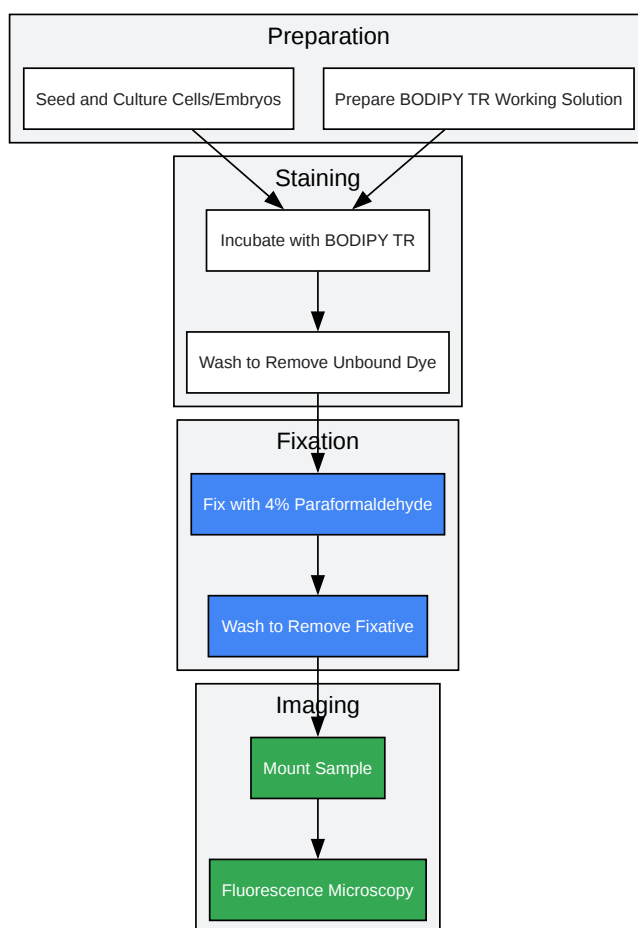 Preparation
Seed and Culture Cells/Embryos
Prepare BODIPY TR Working Solution
Staining
Incubate with BODIPY TR
Wash to Remove Unbound Dye
Fixation
Fix with 4% Paraformaldehyde
Wash to Remove Fixative
Imaging
Mount Sample
Fluorescence Microscopy